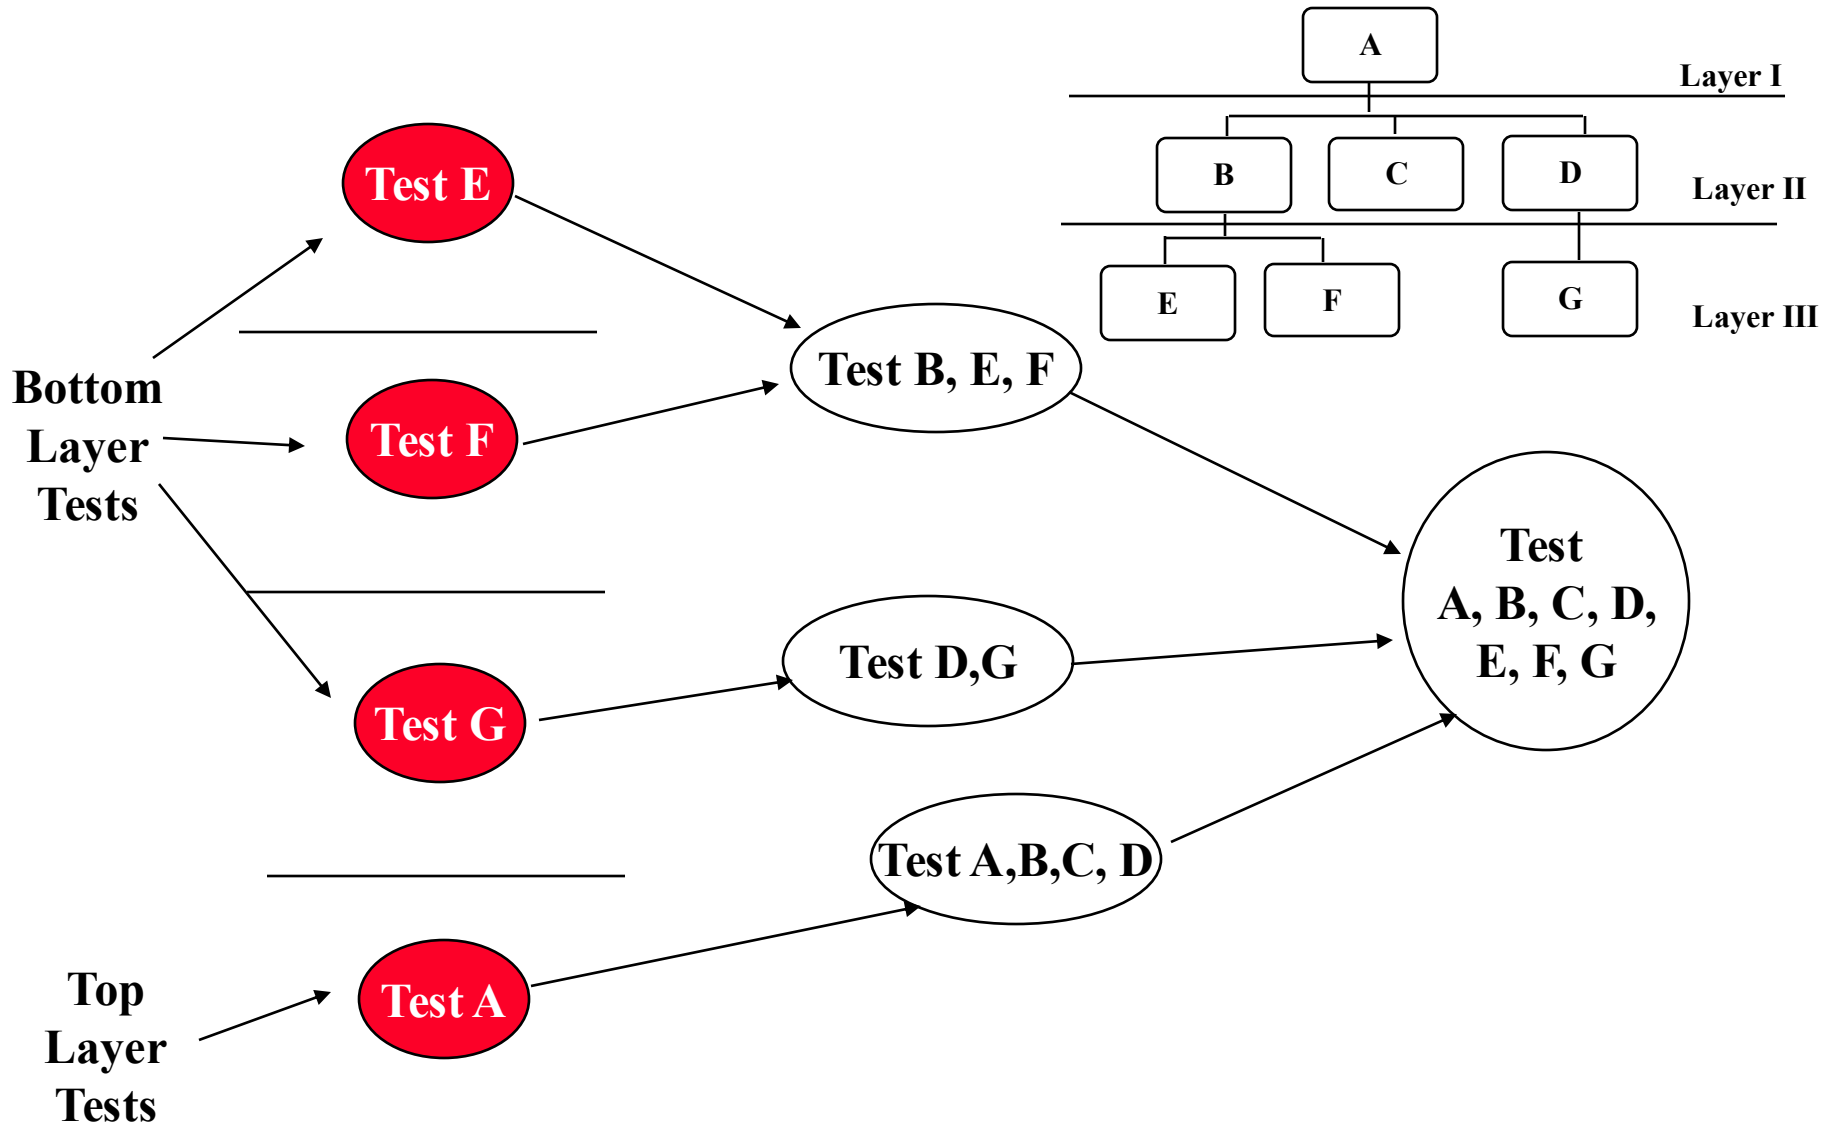 A
Layer I
B
C
D
Layer II
E
F
G
Layer III
Test E
Bottom
Layer
Tests
Test F
Test B, E, F
Test G
Test D,G
Test
A, B, C, D,
E, F, G
Test A,B,C, D
Top
Layer
Tests
Test A